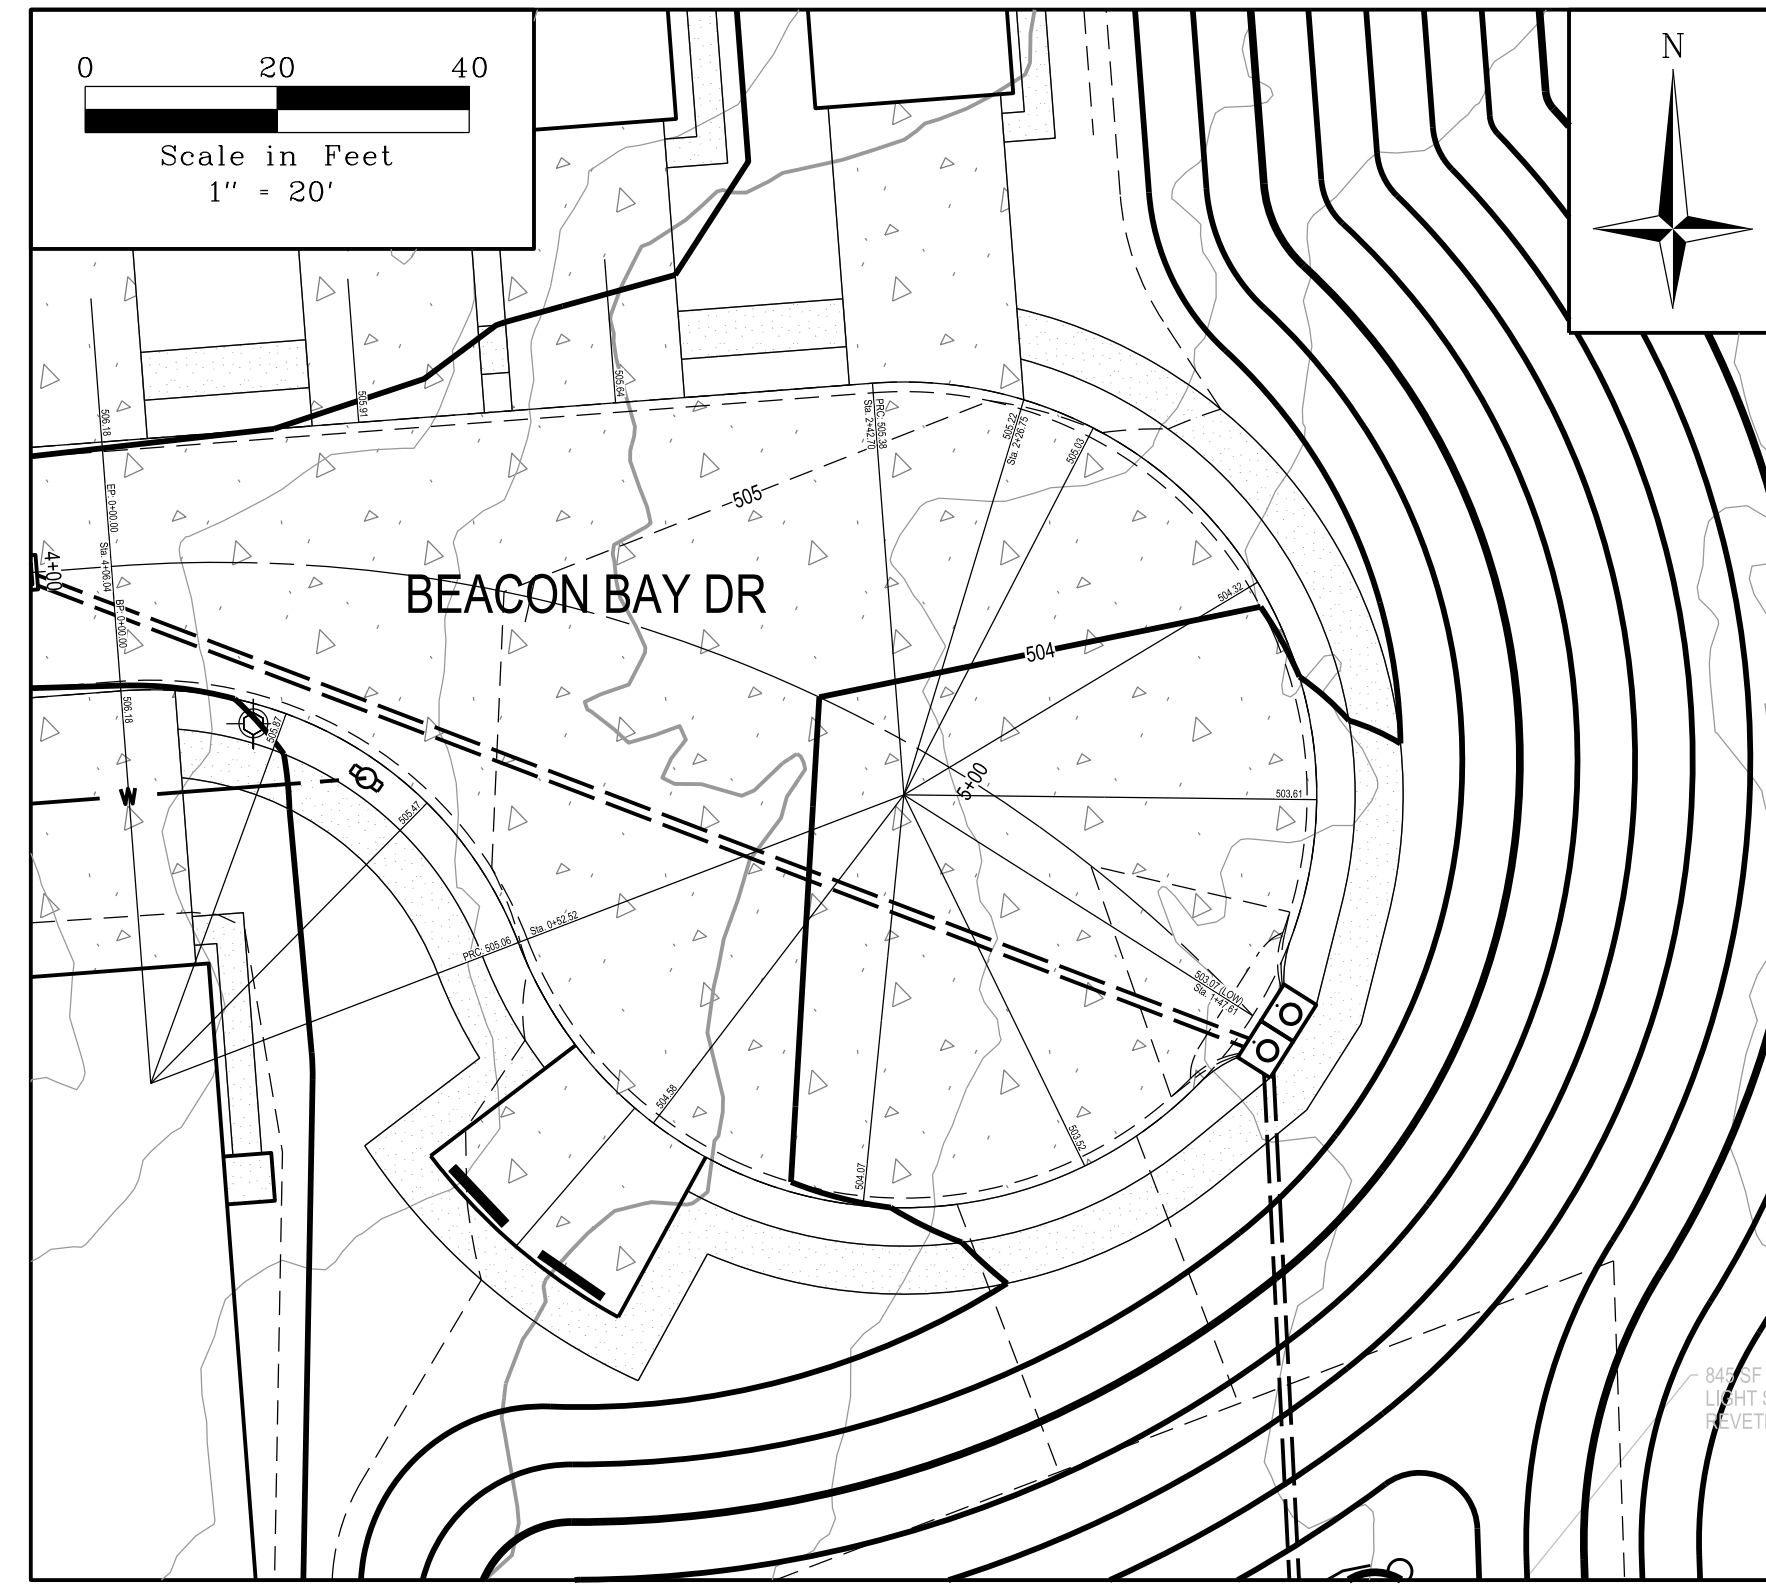 0 20 40
Scale in Feet
1" = 20'
N
506.18
505.91
505.64
PRC: 505.38
Sta. 2+42.70
505.22
Sta. 2+26.75
505.03
505
EP: 0+00.00
Sta. 4+06.04
BP: 0+00.00
4+00
BEACON BAY DR
504.32
504
506.18
505.87
W
505.47
5+00
503.61
PRC: 505.06
Sta. 0+52.52
503.07 (LOW)
Sta. 1+47.61
504.58
504.07
503.52
845 SF
LIGHT S
REVET